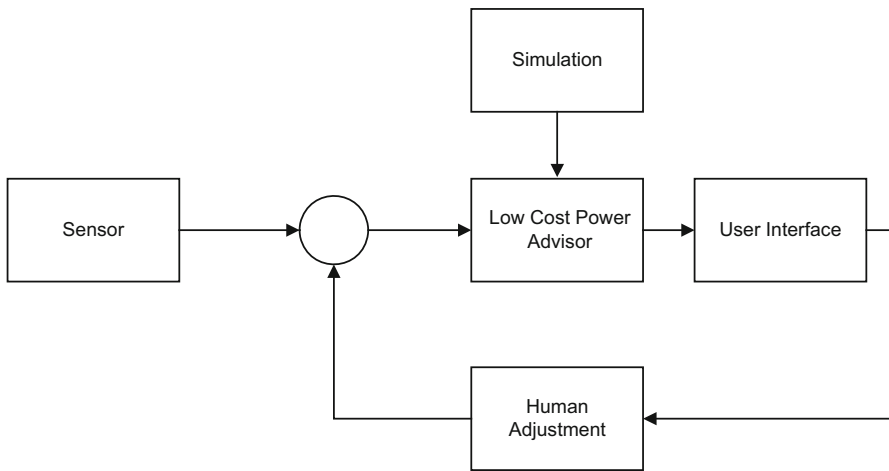 Simulation
Sensor
Low Cost Power
Advisor
User Interface
Human
Adjustment